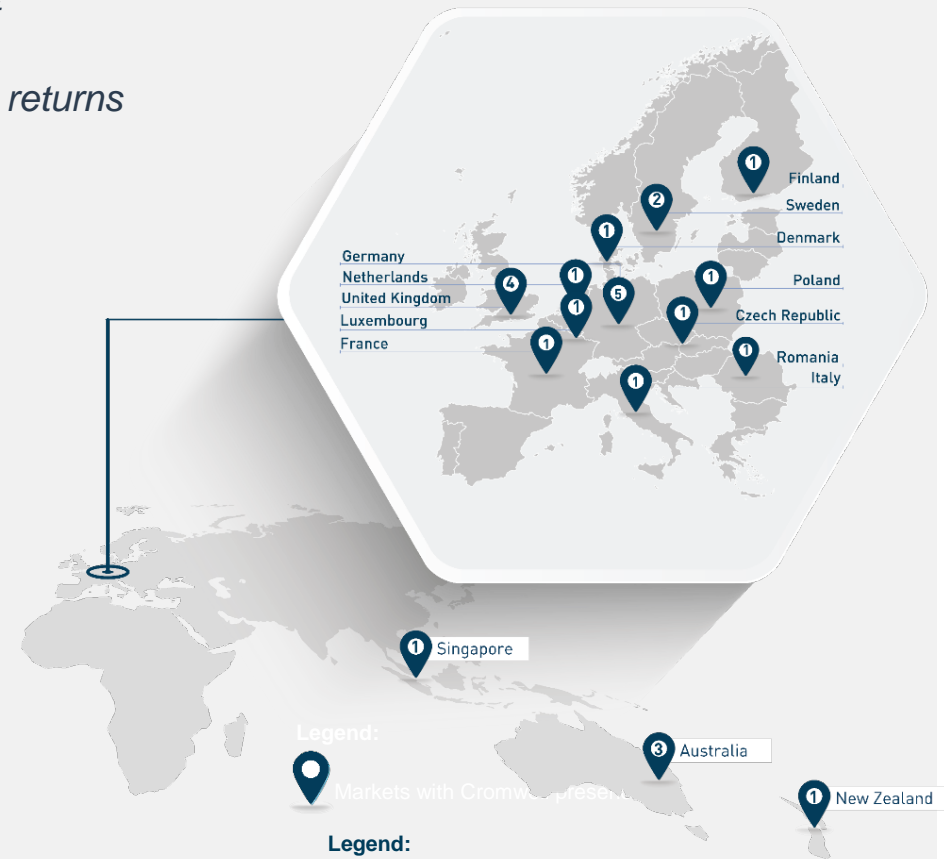 returns
1
Finland
2
Sweden
1
Denmark
Germany
Netherlands
1
1
Poland
4
5
United Kingdom
1
1
Czech Republic
Luxembourg
France
1
1
Romania
1
Italy
1 Singapore
Legend:
3 Australia
Markets with
1 New Zealand
Legend: